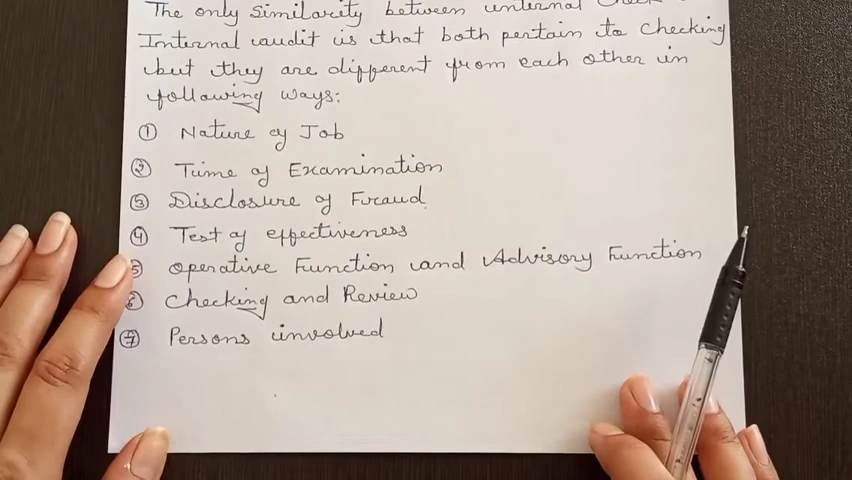 The only similarity between internal Check
Internal audit is that both pertain to checking
but they are different from each other in
following ways:
① Nature of Job
② Time of Examination
③ Disclosure of Fraud
④ Test of effectiveness
⑤ Operative Function and Advisory Function
⑥ Checking and Review
⑦ Persons involved